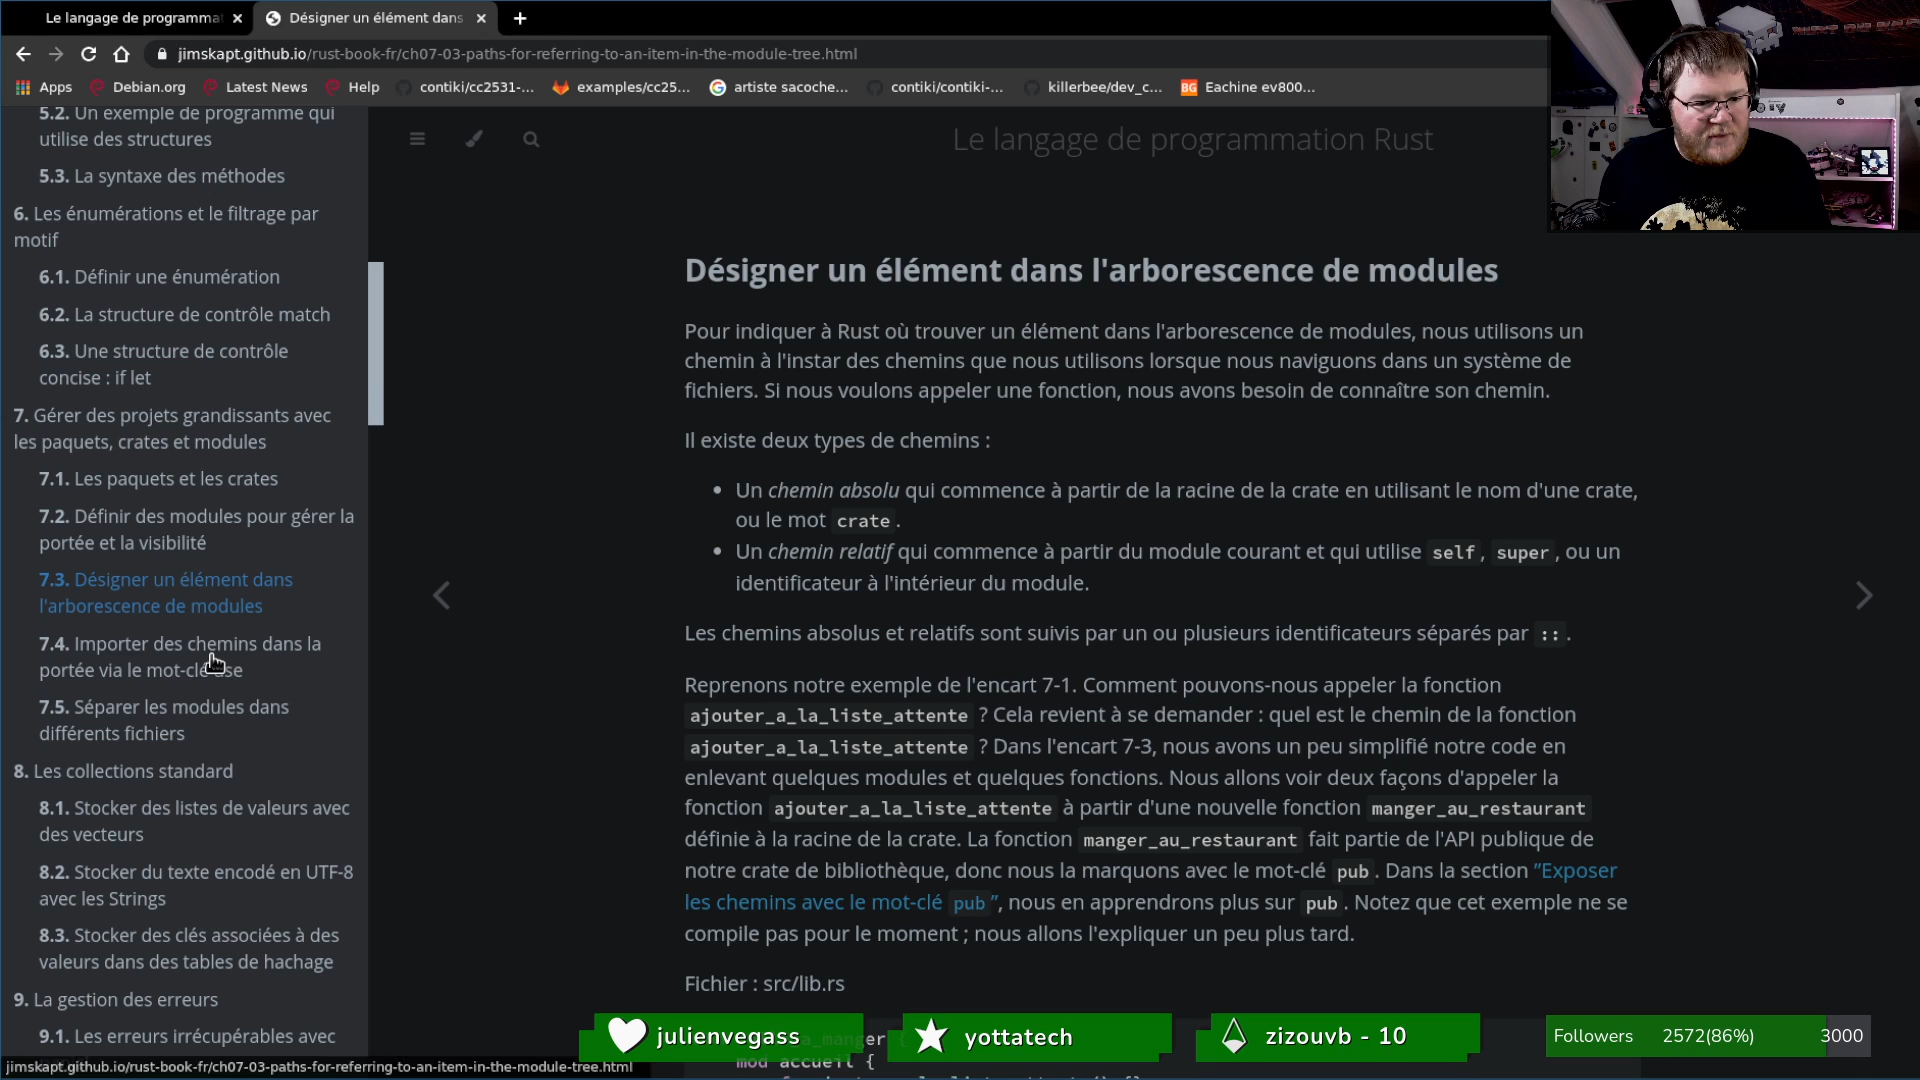 Le langage de programma
Désigner un élément dans
jimskapt.github.io/rust-book-fr/ch07-03-paths-for-referring-to-an-item-in-the-module-tree.html
Apps
Debian.org
Latest News
Help
contiki/cc2531-...
examples/cc25...
artiste sacoche...
contiki/contiki-...
killerbee/dev_c...
BG
Eachine ev800...
5.2. Un exemple de programme qui
utilise des structures
5.3. La syntaxe des méthodes
6. Les énumérations et le filtrage par
motif
6.1. Définir une énumération
6.2. La structure de contrôle match
6.3. Une structure de contrôle
concise : if let
7. Gérer des projets grandissants avec
les paquets, crates et modules
7.1. Les paquets et les crates
7.2. Définir des modules pour gérer la
portée et la visibilité
7.3. Désigner un élément dans
l'arborescence de modules
7.4. Importer des chemins dans la
portée via le mot-clé use
7.5. Séparer les modules dans
différents fichiers
8. Les collections standard
8.1. Stocker des listes de valeurs avec
des vecteurs
8.2. Stocker du texte encodé en UTF-8
avec les Strings
8.3. Stocker des clés associées à des
valeurs dans des tables de hachage
9. La gestion des erreurs
9.1. Les erreurs irrécupérables avec
jimskapt.github.io/rust-book-fr/ch07-03-paths-for-referring-to-an-item-in-the-module-tree.html
Le langage de programmation Rust
Désigner un élément dans l'arborescence de modules
Pour indiquer à Rust où trouver un élément dans l'arborescence de modules, nous utilisons un
chemin à l'instar des chemins que nous utilisons lorsque nous naviguons dans un système de
fichiers. Si nous voulons appeler une fonction, nous avons besoin de connaître son chemin.
Il existe deux types de chemins :
• Un chemin absolu qui commence à partir de la racine de la crate en utilisant le nom d'une crate,
ou le mot crate .
• Un chemin relatif qui commence à partir du module courant et qui utilise self , super , ou un
identificateur à l'intérieur du module.
Les chemins absolus et relatifs sont suivis par un ou plusieurs identificateurs séparés par :: .
Reprenons notre exemple de l'encart 7-1. Comment pouvons-nous appeler la fonction
ajouter_a_la_liste_attente ? Cela revient à se demander : quel est le chemin de la fonction
ajouter_a_la_liste_attente ? Dans l'encart 7-3, nous avons un peu simplifié notre code en
enlevant quelques modules et quelques fonctions. Nous allons voir deux façons d'appeler la
fonction ajouter_a_la_liste_attente à partir d'une nouvelle fonction manger_au_restaurant
définie à la racine de la crate. La fonction manger_au_restaurant fait partie de l'API publique de
notre crate de bibliothèque, donc nous la marquons avec le mot-clé pub . Dans la section ”Exposer
les chemins avec le mot-clé pub ”, nous en apprendrons plus sur pub . Notez que cet exemple ne se
compile pas pour le moment ; nous allons l'expliquer un peu plus tard.
Fichier : src/lib.rs
a_manger {
mod accueil {
julienvegass
yottatech
zizouvb - 10
Followers 2572(86%) 3000